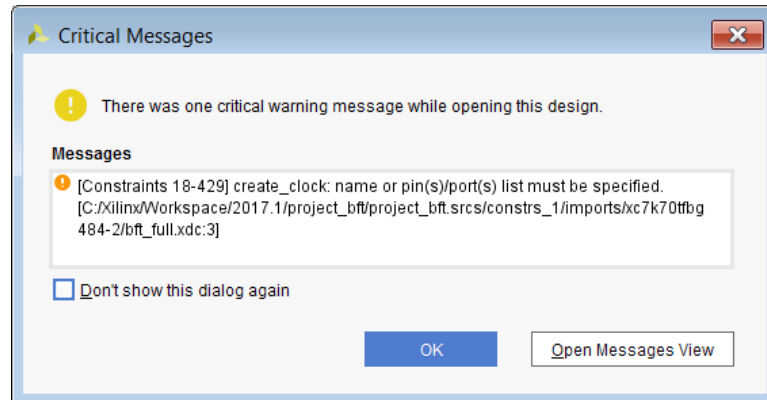 Critical Messages
There was one critical warning message while opening this design.
Messages
[Constraints 18-429] create_clock: name or pin(s)/port(s) list must be specified.
[C:/Xilinx/Workspace/2017.1/project_bft/project_bft.srcs/constrs_1/imports/xc7k70tfbg
484-2/bft_full.xdc:3]
Don't show this dialog again
OK
Open Messages View